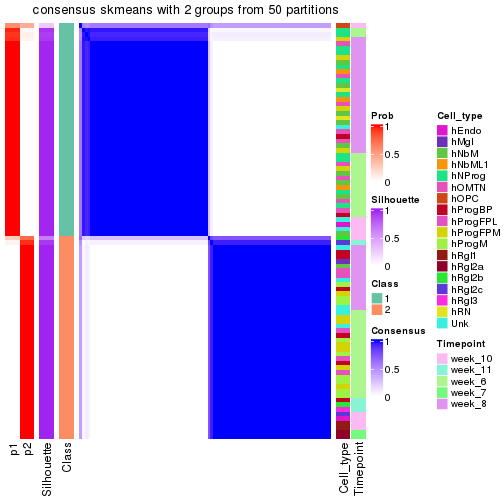 consensus skmeans with 2 groups from 50 partitions
Prob
1
0.5
0
Silhouette
1
0.5
0
Class
1
2
Consensus
1
0.5
0
Cell_type
hEndo
hMgl
hNbM
hNbML1
hNProg
hOMTN
hOPC
hProgBP
hProgFPL
hProgFPM
hProgM
hRgl1
hRgl2a
hRgl2b
hRgl2c
hRgl3
hRN
Unk
Timepoint
week_10
week_11
week_6
week_7
week_8
p1
p2
Silhouette
Class
Cell_type
Timepoint